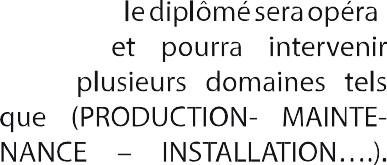 le diplômé sera opéra
et pourra intervenir
plusieurs domaines tels
que (PRODUCTION- MAINTE-
NANCE – INSTALLATION….).